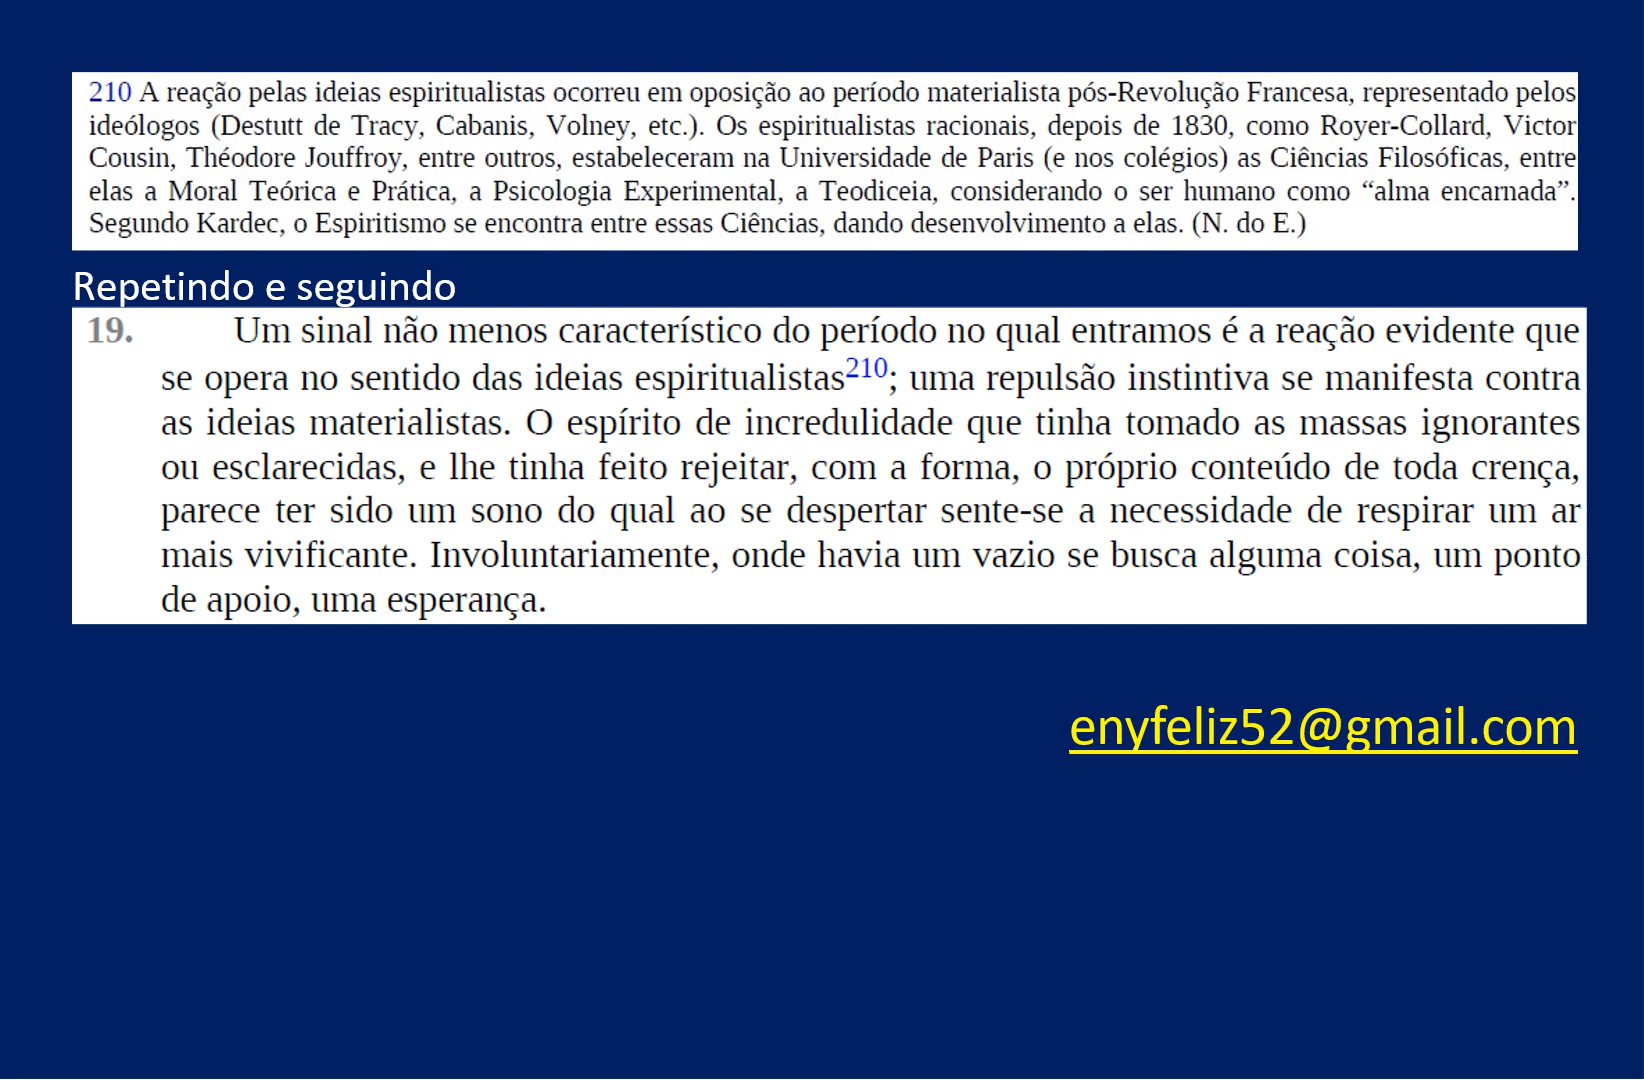 210 A reação pelas ideias espiritualistas ocorreu em oposição ao período materialista pós-Revolução Francesa, representado pelos
ideólogos (Destutt de Tracy, Cabanis, Volney, etc.). Os espiritualistas racionais, depois de 1830, como Royer-Collard, Victor
Cousin, Théodore Jouffroy, entre outros, estabeleceram na Universidade de Paris (e nos colégios) as Ciências Filosóficas, entre
elas a Moral Teórica e Prática, a Psicologia Experimental, a Teodiceia, considerando o ser humano como “alma encarnada”.
Segundo Kardec, o Espiritismo se encontra entre essas Ciências, dando desenvolvimento a elas. (N. do E.)
Repetindo e seguindo
19. Um sinal não menos característico do período no qual entramos é a reação evidente que
se opera no sentido das ideias espiritualistas210; uma repulsão instintiva se manifesta contra
as ideias materialistas. O espírito de incredulidade que tinha tomado as massas ignorantes
ou esclarecidas, e lhe tinha feito rejeitar, com a forma, o próprio conteúdo de toda crença,
parece ter sido um sono do qual ao se despertar sente-se a necessidade de respirar um ar
mais vivificante. Involuntariamente, onde havia um vazio se busca alguma coisa, um ponto
de apoio, uma esperança.
enyfeliz52@gmail.com